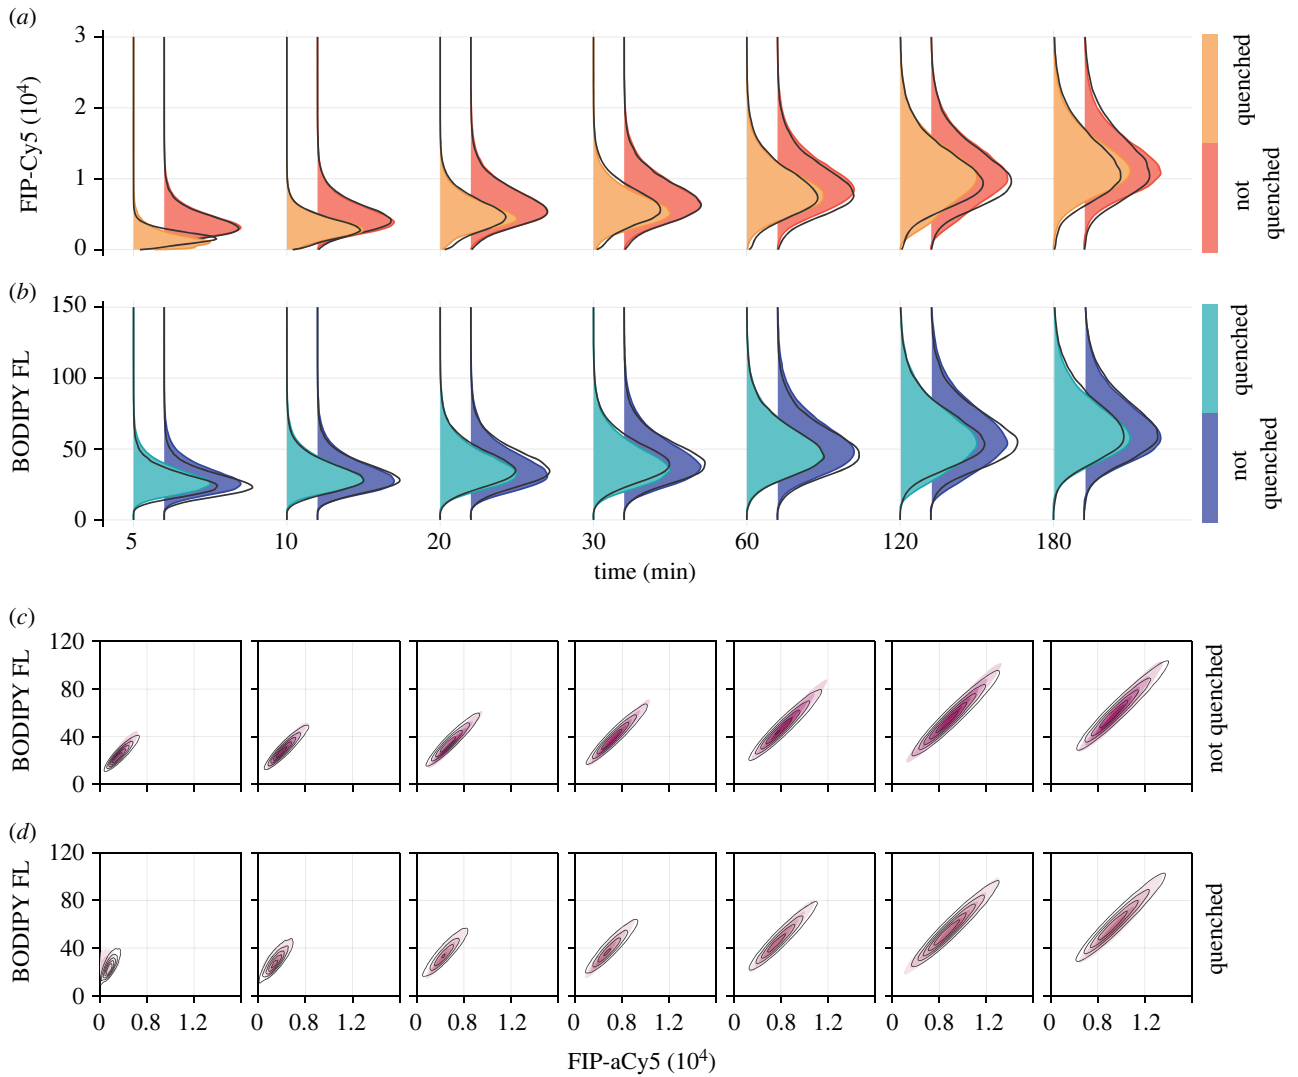 (a)
FIP-Cy5 (10⁴)
3
2
1
0
quenched
not
quenched
(b)
BODIPY FL
150
100
50
0
quenched
not
quenched
5 10 20 30 60 120 180
time (min)
(c)
BODIPY FL
120
80
40
0
not quenched
(d)
BODIPY FL
120
80
40
0
quenched
0 0.8 1.2 0 0.8 1.2 0 0.8 1.2 0 0.8 1.2 0 0.8 1.2 0 0.8 1.2 0 0.8 1.2
FIP-aCy5 (10⁴)